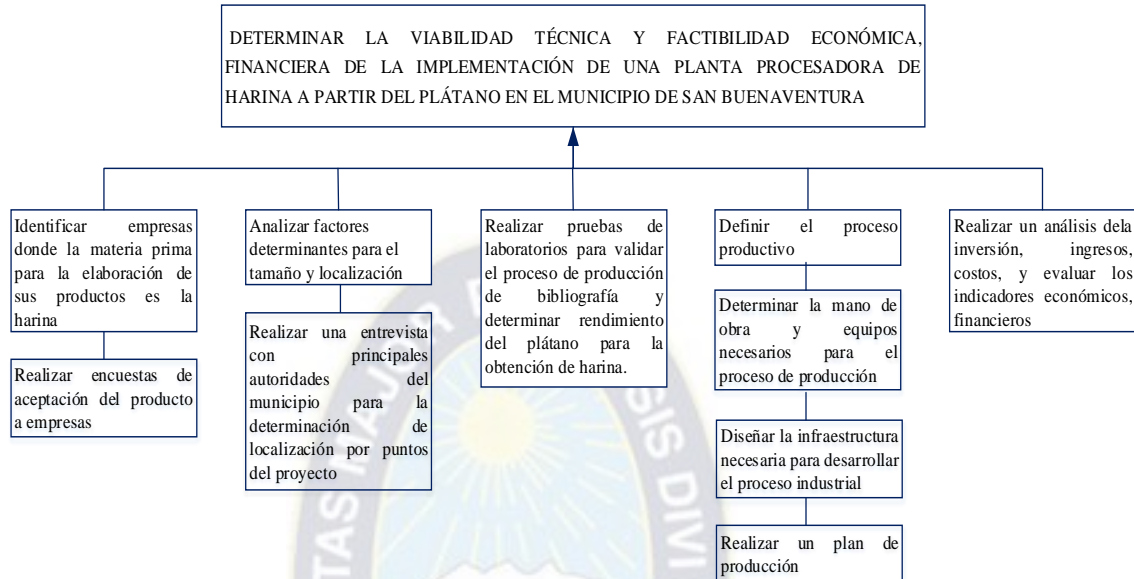 DETERMINAR LA VIABILIDAD TÉCNICA Y FACTIBILIDAD ECONÓMICA,
FINANCIERA DE LA IMPLEMENTACIÓN DE UNA PLANTA PROCESADORA DE
HARINA A PARTIR DEL PLÁTANO EN EL MUNICIPIO DE SAN BUENAVENTURA
Identificar empresas
donde la materia prima
para la elaboración de
sus productos es la
harina
Realizar encuestas de
aceptación del producto
a empresas
Analizar factores
determinantes para el
tamaño y localización
Realizar una entrevista
con principales
autoridades del
municipio para la
determinación de
localización por puntos
del proyecto
Realizar pruebas de
laboratorios para validar
el proceso de producción
de bibliografía y
determinar rendimiento
del plátano para la
obtención de harina.
Definir el proceso
productivo
Determinar la mano de
obra y equipos
necesarios para el
proceso de producción
Diseñar la infraestructura
necesaria para desarrollar
el proceso industrial
Realizar un plan de
producción
Realizar un análisis dela
inversión, ingresos,
costos, y evaluar los
indicadores económicos,
financieros
TAS MAJOR
SIS DIVI